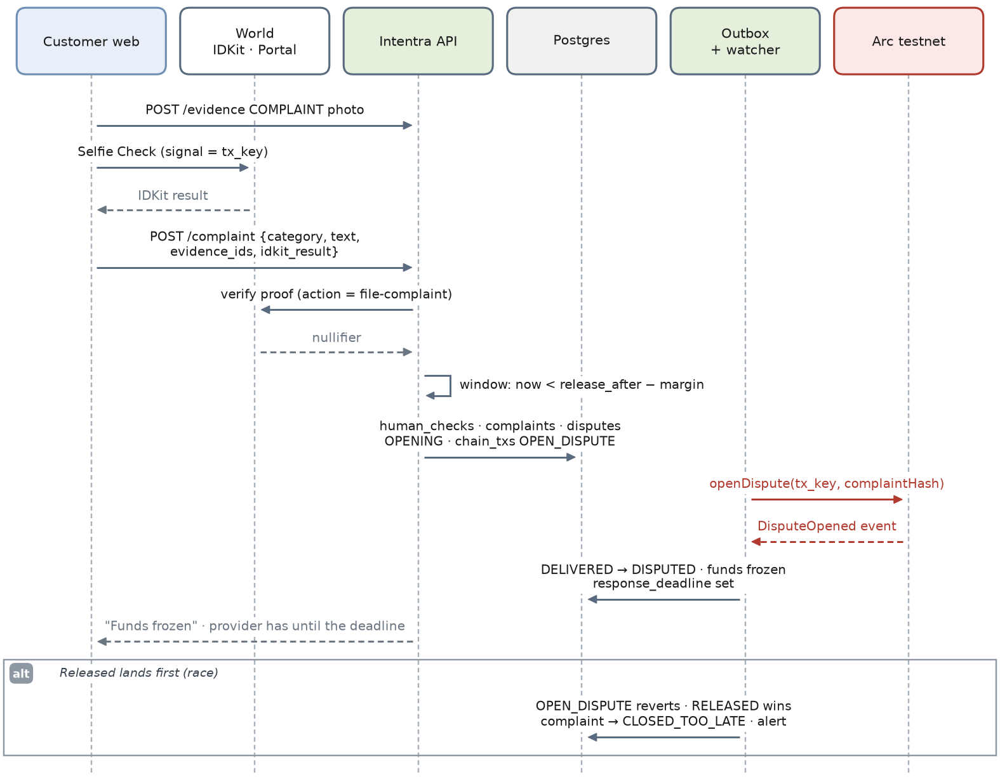 Customer web
World
IDKit · Portal
Intentra API
Postgres
Outbox
+ watcher
Arc testnet
POST /evidence COMPLAINT photo
Selfie Check (signal = tx_key)
IDKit result
POST /complaint {category, text,
evidence_ids, idkit_result}
verify proof (action = file-complaint)
nullifier
window: now < release_after − margin
human_checks · complaints · disputes
OPENING · chain_txs OPEN_DISPUTE
openDispute(tx_key, complaintHash)
DisputeOpened event
DELIVERED → DISPUTED · funds frozen
response_deadline set
"Funds frozen" · provider has until the deadline
alt
Released lands first (race)
OPEN_DISPUTE reverts · RELEASED wins
complaint → CLOSED_TOO_LATE · alert